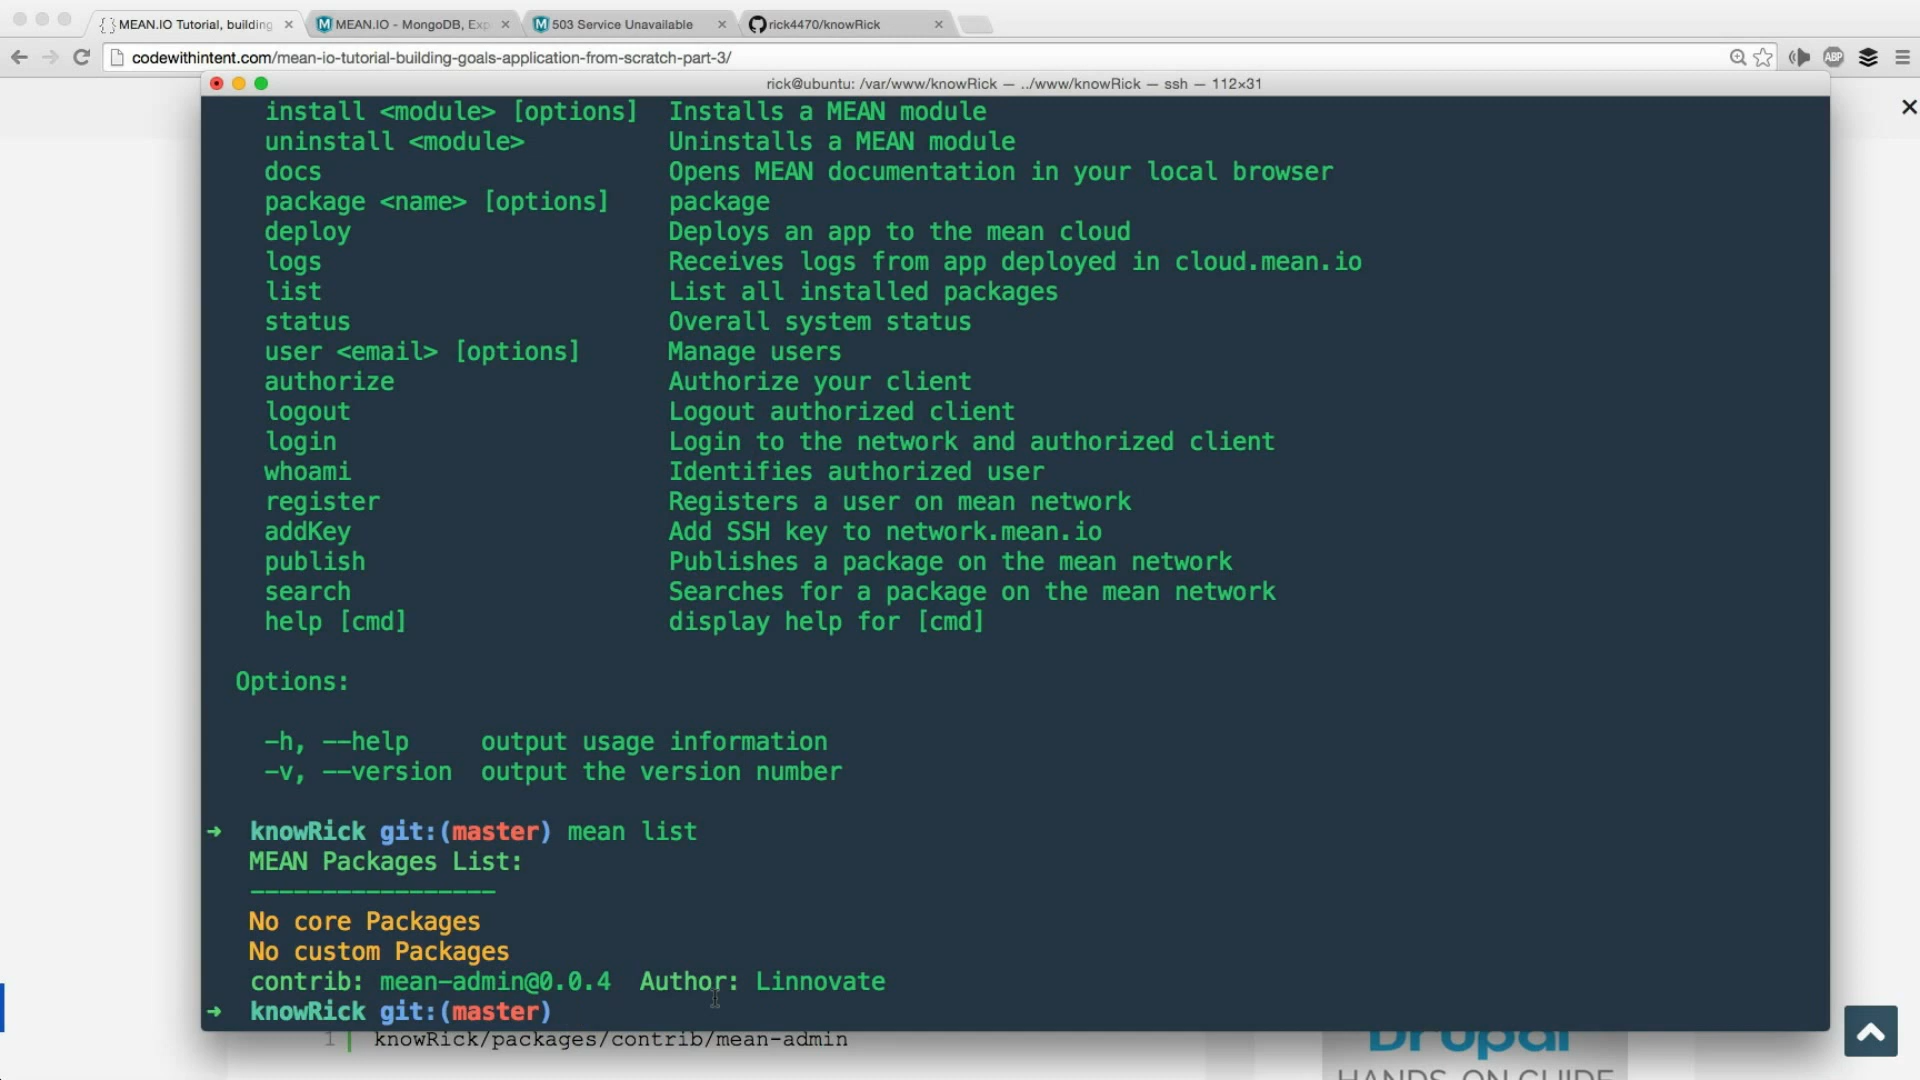 { } MEAN.IO Tutorial, building
MEAN.IO - MongoDB, Exp
503 Service Unavailable
rick4470/knowRick
codewithintent.com/mean-io-tutorial-building-goals-application-from-scratch-part-3/
ABP
rick@ubuntu: /var/www/knowRick — ../www/knowRick — ssh — 112×31
install <module> [options] Installs a MEAN module
uninstall <module> Uninstalls a MEAN module
docs Opens MEAN documentation in your local browser
package <name> [options] package
deploy Deploys an app to the mean cloud
logs Receives logs from app deployed in cloud.mean.io
list List all installed packages
status Overall system status
user <email> [options] Manage users
authorize Authorize your client
logout Logout authorized client
login Login to the network and authorized client
whoami Identifies authorized user
register Registers a user on mean network
addKey Add SSH key to network.mean.io
publish Publishes a package on the mean network
search Searches for a package on the mean network
help [cmd] display help for [cmd]
Options:
-h, --help output usage information
-v, --version output the version number
➜ knowRick git:(master) mean list
MEAN Packages List:
-----------------
No core Packages
No custom Packages
contrib: mean-admin@0.0.4 Author: Linnovate
➜ knowRick git:(master)
1 knowRick/packages/contrib/mean-admin
Drupal
HANDS-ON GUIDE